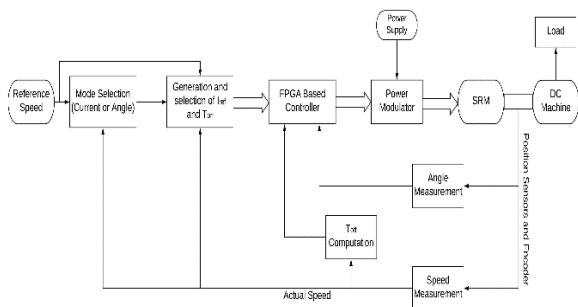 Power
Supply
Load
Reference
Speed
Mode Selection
(Current or Angle)
Generation and
selection of Iref
and Ton
FPGA Based
Controller
Power
Modulator
SRM
DC
Machine
Angle
Measurement
Position Sensors and Encoder
Toff
Computation
Speed
Measurement
Actual Speed